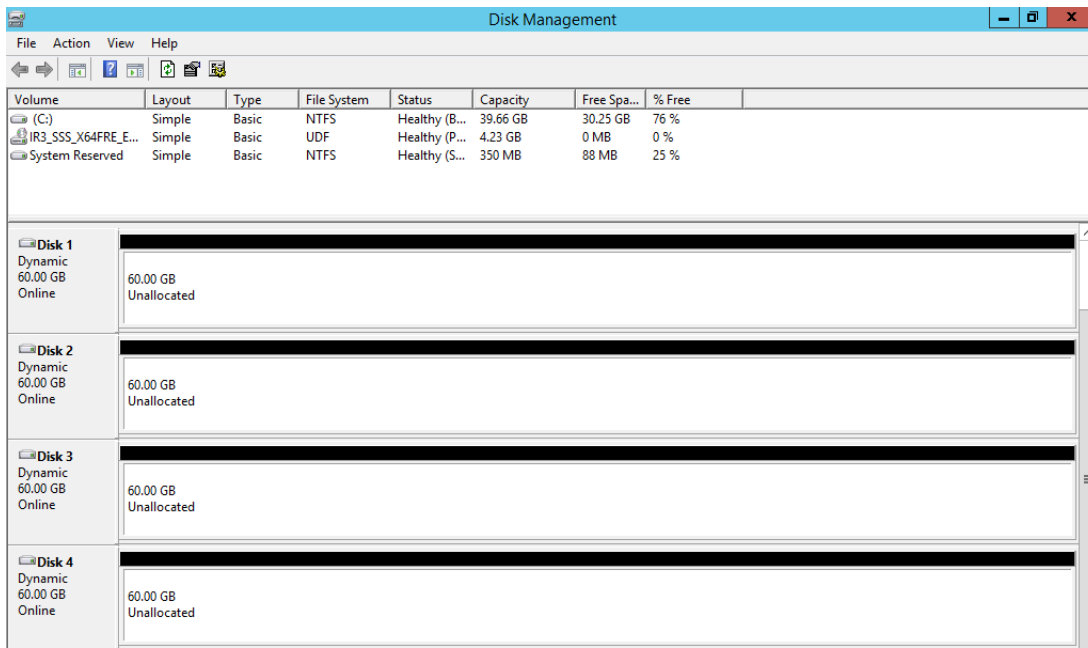 Disk Management
File Action View Help
Volume Layout Type File System Status Capacity Free Spa... % Free
(C:) Simple Basic NTFS Healthy (B... 39.66 GB 30.25 GB 76 %
IR3_SSS_X64FRE_E... Simple Basic UDF Healthy (P... 4.23 GB 0 MB 0 %
System Reserved Simple Basic NTFS Healthy (S... 350 MB 88 MB 25 %
Disk 1
Dynamic
60.00 GB
Online
60.00 GB
Unallocated
Disk 2
Dynamic
60.00 GB
Online
60.00 GB
Unallocated
Disk 3
Dynamic
60.00 GB
Online
60.00 GB
Unallocated
Disk 4
Dynamic
60.00 GB
Online
60.00 GB
Unallocated